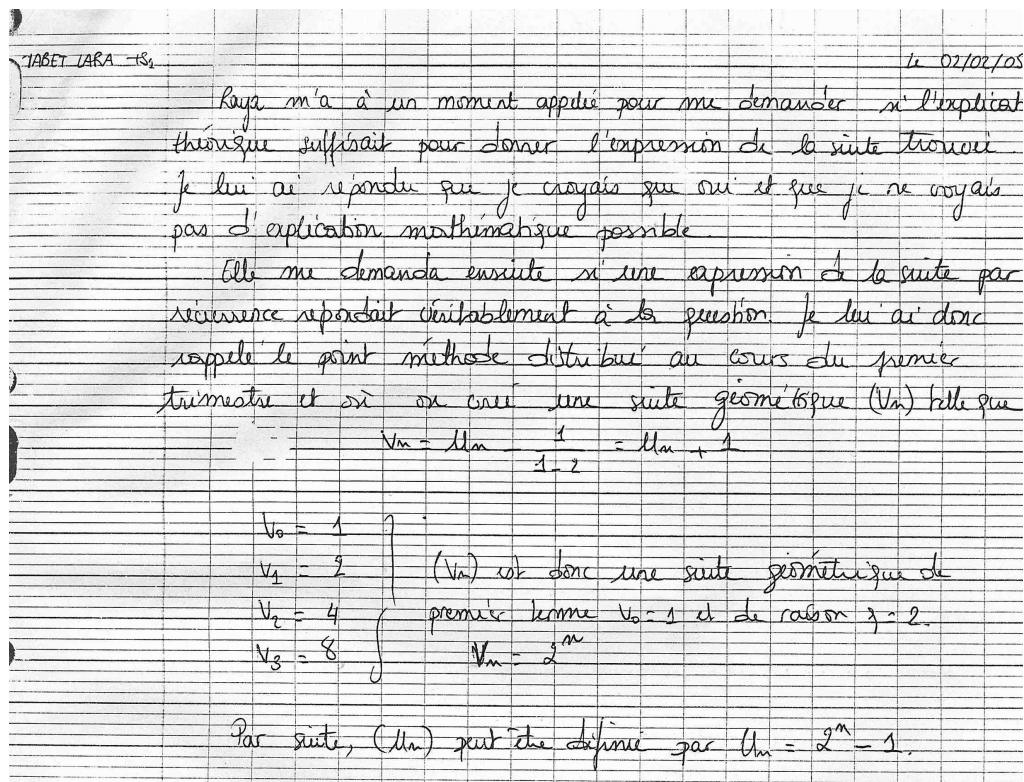 TABET LARA TS2 Le 02/02/05
Raya m'a à un moment appelée pour me demander si l'explicat
théorique suffisait pour donner l'expression de la suite trouvée
Je lui ai répondu que je croyais que oui et que je ne croyais
pas d'explication mathématique possible
Elle me demanda ensuite si une expression de la suite par
récurrence répondait véritablement à la question. Je lui ai donc
rappelé le point méthode distribué au cours du premier
trimestre et où on crée une suite géométrique (Vn) telle que
Vn = Un - 1/(1-2) = Un + 1
V0 = 1
V1 = 2 (Vn) est donc une suite géométrique de
V2 = 4 premier terme V0 = 1 et de raison q = 2.
V3 = 8 Vn = 2^n
Par suite, (Un) peut être définie par Un = 2^n - 1.